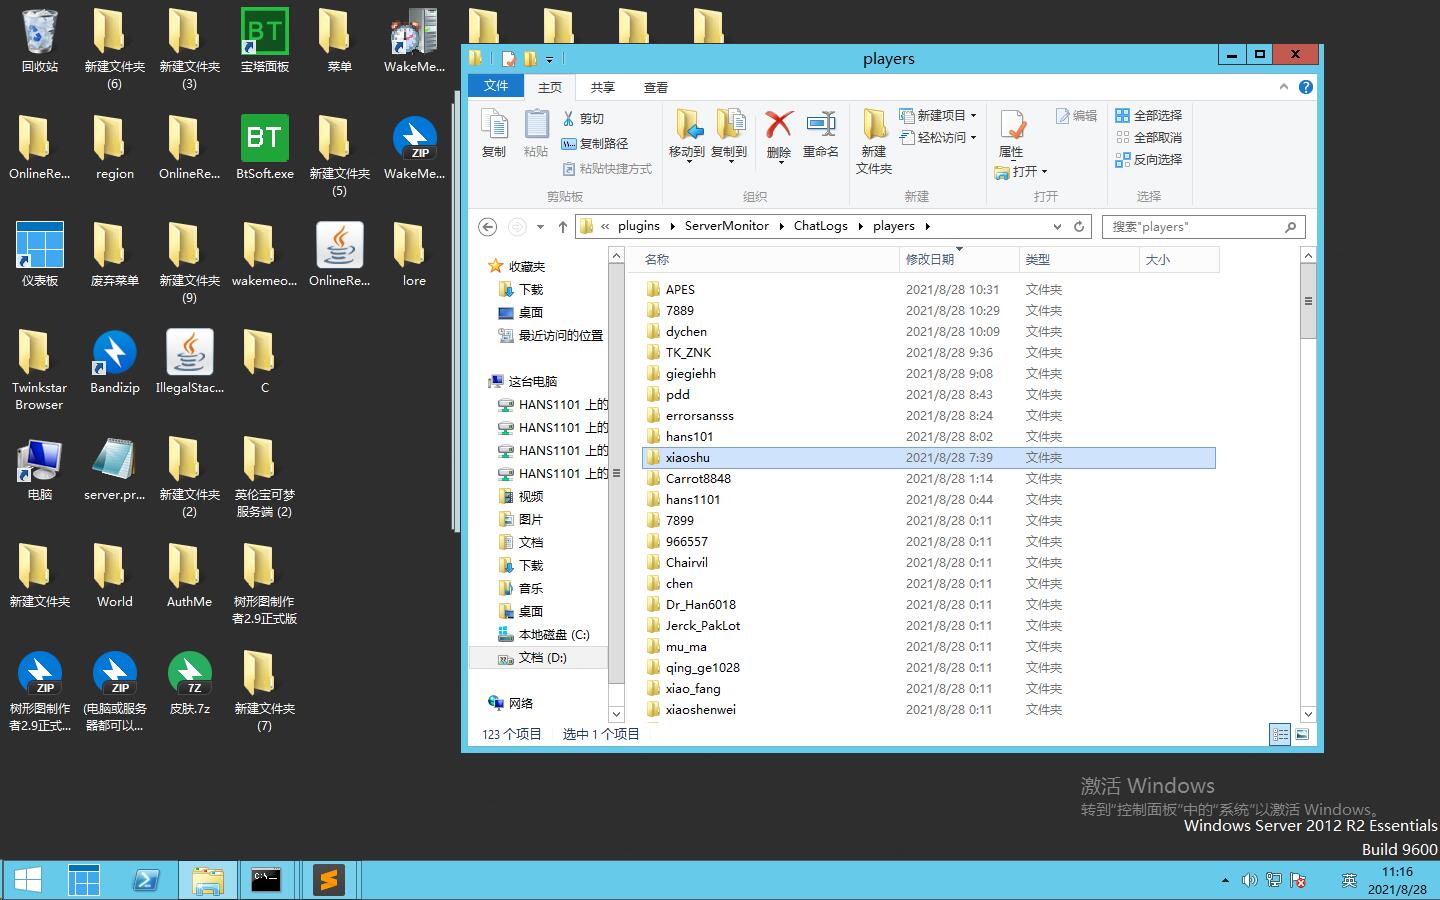 回收站
新建文件夹
(6)
新建文件夹
(3)
宝塔面板
菜单
WakeMe...
OnlineRe...
region
OnlineRe...
BT
BtSoft.exe
新建文件夹
(5)
ZIP
WakeMe...
仪表板
废弃菜单
新建文件夹
(9)
wakemeo...
OnlineRe...
lore
Twinkstar
Browser
Bandizip
IllegalStac...
C
电脑
server.pr...
新建文件夹
(2)
英伦宝可梦
服务端 (2)
新建文件夹
World
AuthMe
树形图制作
者2.9正式版
ZIP
树形图制作
者2.9正式...
ZIP
(电脑或服务
器都可以...
7Z
皮肤.7z
新建文件夹
(7)
BT
players
文件
主页
共享
查看
复制
粘贴
剪切
复制路径
粘贴快捷方式
剪贴板
移动到
复制到
删除
重命名
组织
新建
文件夹
新建项目
轻松访问
新建
属性
打开
编辑
打开
全部选择
全部取消
反向选择
选择
« plugins ServerMonitor ChatLogs players
搜索"players"
收藏夹
下载
桌面
最近访问的位置
这台电脑
HANS1101 上的
HANS1101 上的
HANS1101 上的
HANS1101 上的
视频
图片
文档
下载
音乐
桌面
本地磁盘 (C:)
文档 (D:)
网络
名称 修改日期 类型 大小
APES 2021/8/28 10:31 文件夹
7889 2021/8/28 10:29 文件夹
dychen 2021/8/28 10:09 文件夹
TK_ZNK 2021/8/28 9:36 文件夹
giegiehh 2021/8/28 9:08 文件夹
pdd 2021/8/28 8:43 文件夹
errorsansss 2021/8/28 8:24 文件夹
hans101 2021/8/28 8:02 文件夹
xiaoshu 2021/8/28 7:39 文件夹
Carrot8848 2021/8/28 1:14 文件夹
hans1101 2021/8/28 0:44 文件夹
7899 2021/8/28 0:11 文件夹
966557 2021/8/28 0:11 文件夹
Chairvil 2021/8/28 0:11 文件夹
chen 2021/8/28 0:11 文件夹
Dr_Han6018 2021/8/28 0:11 文件夹
Jerck_PakLot 2021/8/28 0:11 文件夹
mu_ma 2021/8/28 0:11 文件夹
qing_ge1028 2021/8/28 0:11 文件夹
xiao_fang 2021/8/28 0:11 文件夹
xiaoshenwei 2021/8/28 0:11 文件夹
123 个项目 选中 1 个项目
激活 Windows
转到"控制面板"中的"系统"以激活 Windows。
Windows Server 2012 R2 Essentials
Build 9600
英
11:16
2021/8/28